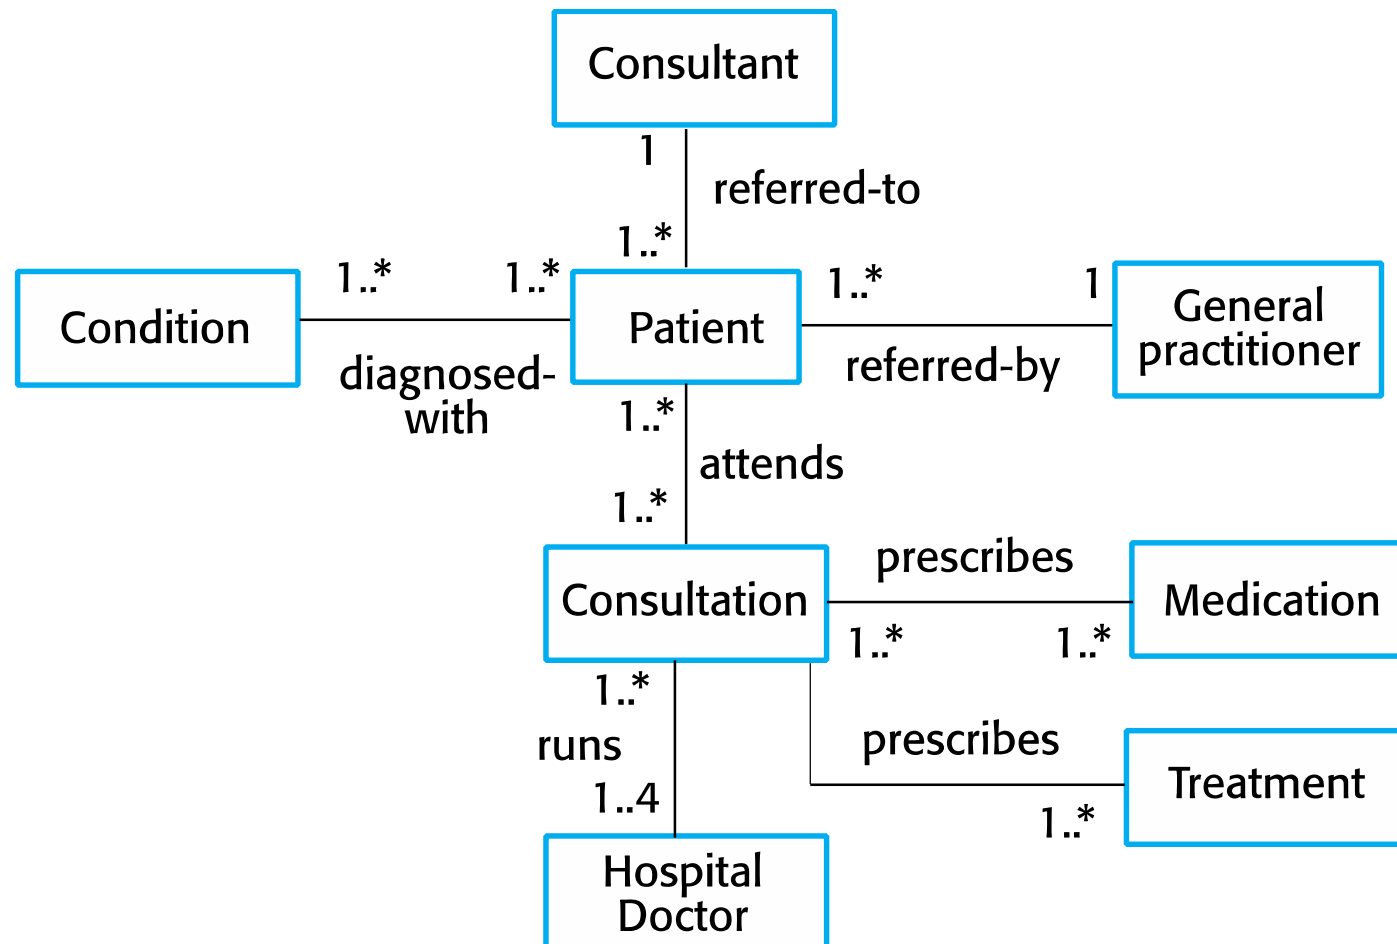 Consultant
1
referred-to
1..*
1..*
1..*
1..*
1
Condition
Patient
General
practitioner
diagnosed-
with
referred-by
1..*
attends
1..*
prescribes
Consultation
Medication
1..*
1..*
1..*
runs
prescribes
1..4
Treatment
1..*
Hospital
Doctor